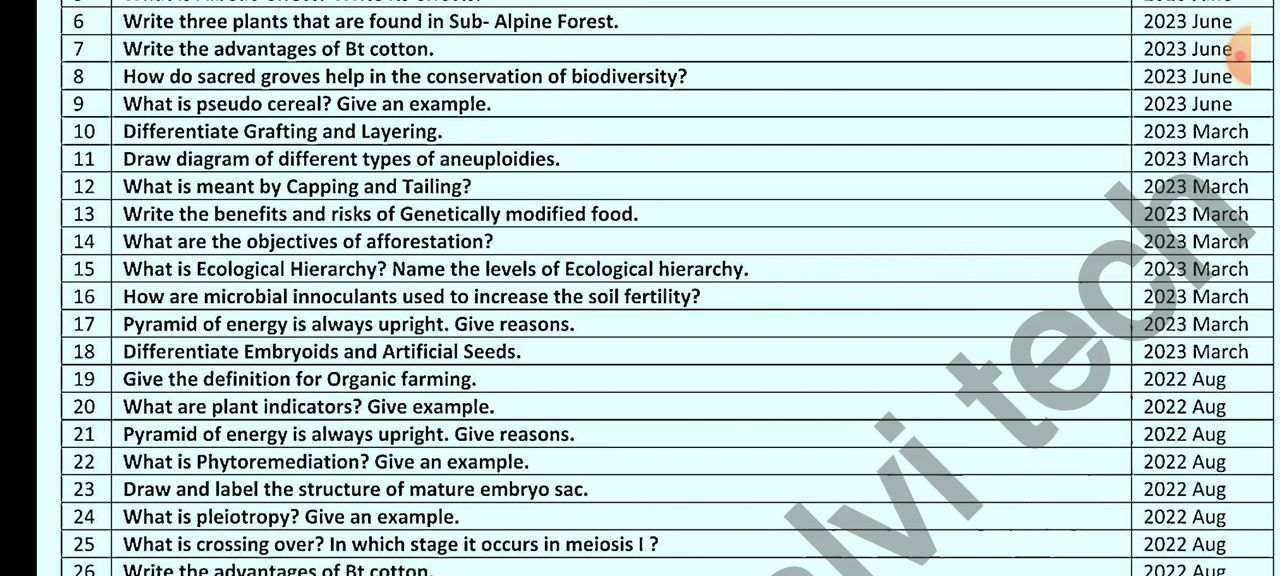 6 Write three plants that are found in Sub- Alpine Forest. 2023 June
7 Write the advantages of Bt cotton. 2023 June
8 How do sacred groves help in the conservation of biodiversity? 2023 June
9 What is pseudo cereal? Give an example. 2023 June
10 Differentiate Grafting and Layering. 2023 March
11 Draw diagram of different types of aneuploidies. 2023 March
12 What is meant by Capping and Tailing? 2023 March
13 Write the benefits and risks of Genetically modified food. 2023 March
14 What are the objectives of afforestation? 2023 March
15 What is Ecological Hierarchy? Name the levels of Ecological hierarchy. 2023 March
16 How are microbial innoculants used to increase the soil fertility? 2023 March
17 Pyramid of energy is always upright. Give reasons. 2023 March
18 Differentiate Embryoids and Artificial Seeds. 2023 March
19 Give the definition for Organic farming. 2022 Aug
20 What are plant indicators? Give example. 2022 Aug
21 Pyramid of energy is always upright. Give reasons. 2022 Aug
22 What is Phytoremediation? Give an example. 2022 Aug
23 Draw and label the structure of mature embryo sac. 2022 Aug
24 What is pleiotropy? Give an example. 2022 Aug
25 What is crossing over? In which stage it occurs in meiosis I ? 2022 Aug
26 Write the advantages of Bt cotton. 2022 Aug
lvi tech